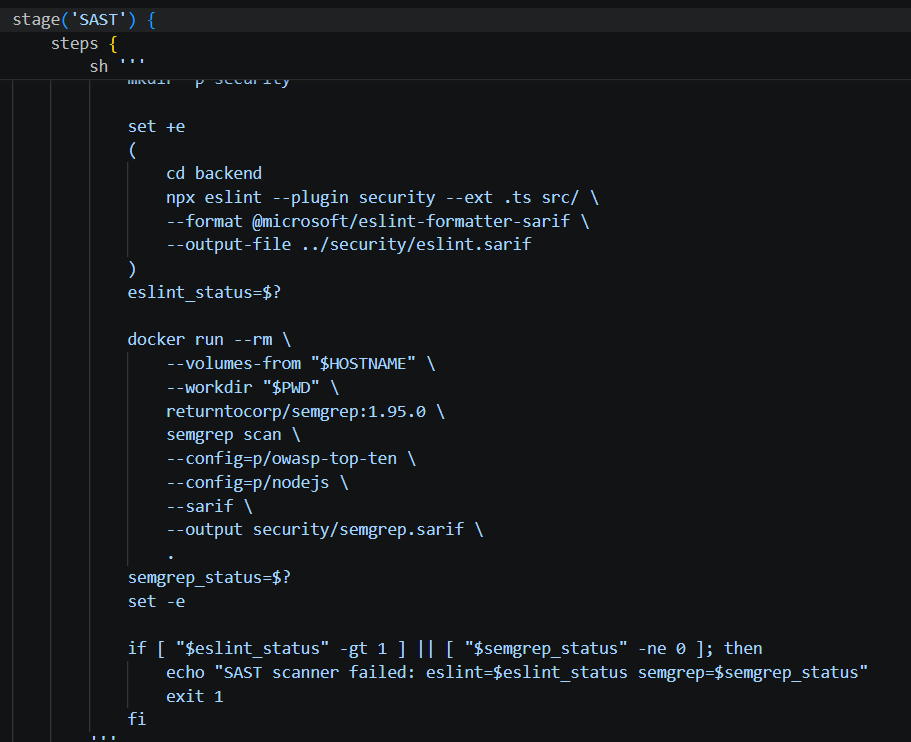 stage('SAST') {
steps {
sh '''
mkdir -p security
set +e
(
cd backend
npx eslint --plugin security --ext .ts src/ \
--format @microsoft/eslint-formatter-sarif \
--output-file ../security/eslint.sarif
)
eslint_status=$?
docker run --rm \
--volumes-from "$HOSTNAME" \
--workdir "$PWD" \
returntocorp/semgrep:1.95.0 \
semgrep scan \
--config=p/owasp-top-ten \
--config=p/nodejs \
--sarif \
--output security/semgrep.sarif \
.
semgrep_status=$?
set -e
if [ "$eslint_status" -gt 1 ] || [ "$semgrep_status" -ne 0 ]; then
echo "SAST scanner failed: eslint=$eslint_status semgrep=$semgrep_status"
exit 1
fi
'''